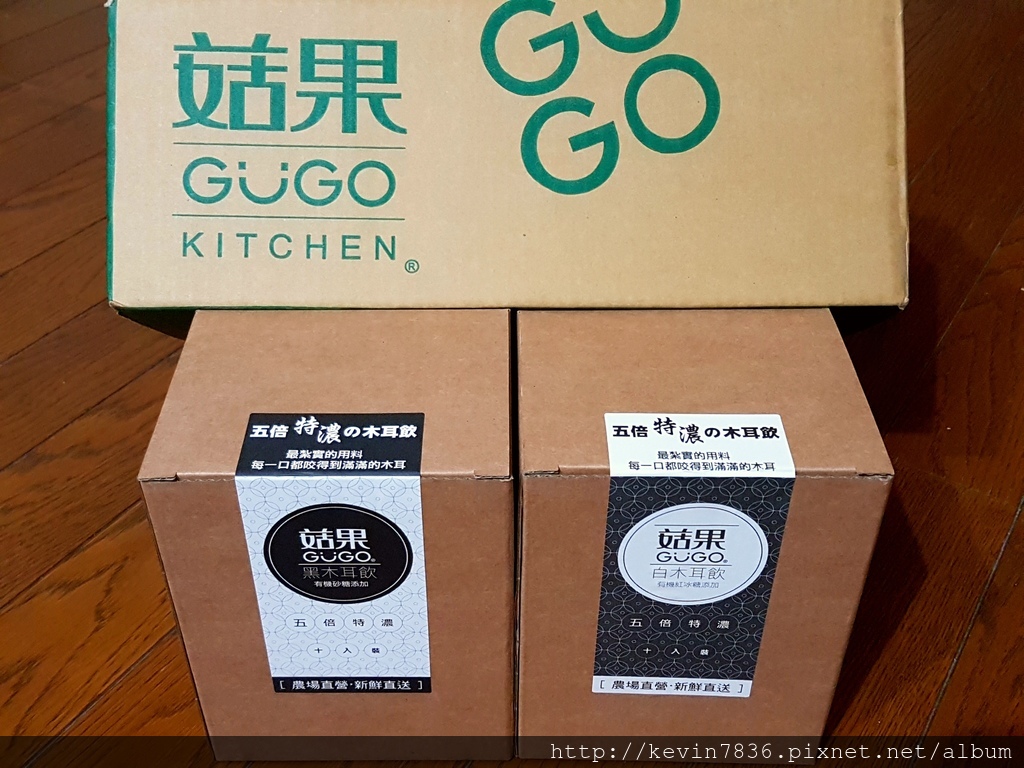 菇果
GÜGO
KITCHEN®
GU
GO
五倍特濃の木耳飲
最紮實的用料
每一口都咬得到滿滿的木耳
菇果
GÜGO®
黑木耳飲
有機砂糖添加
五倍特濃
十入裝
[ 農場直營·新鮮直送 ]
五倍特濃の木耳飲
最紮實的用料
每一口都咬得到滿滿的木耳
菇果
GÜGO®
白木耳飲
有機紅冰糖添加
五倍特濃
十入裝
[ 農場直營·新鮮直送 ]
http://kevin7836.pixnet.net/album